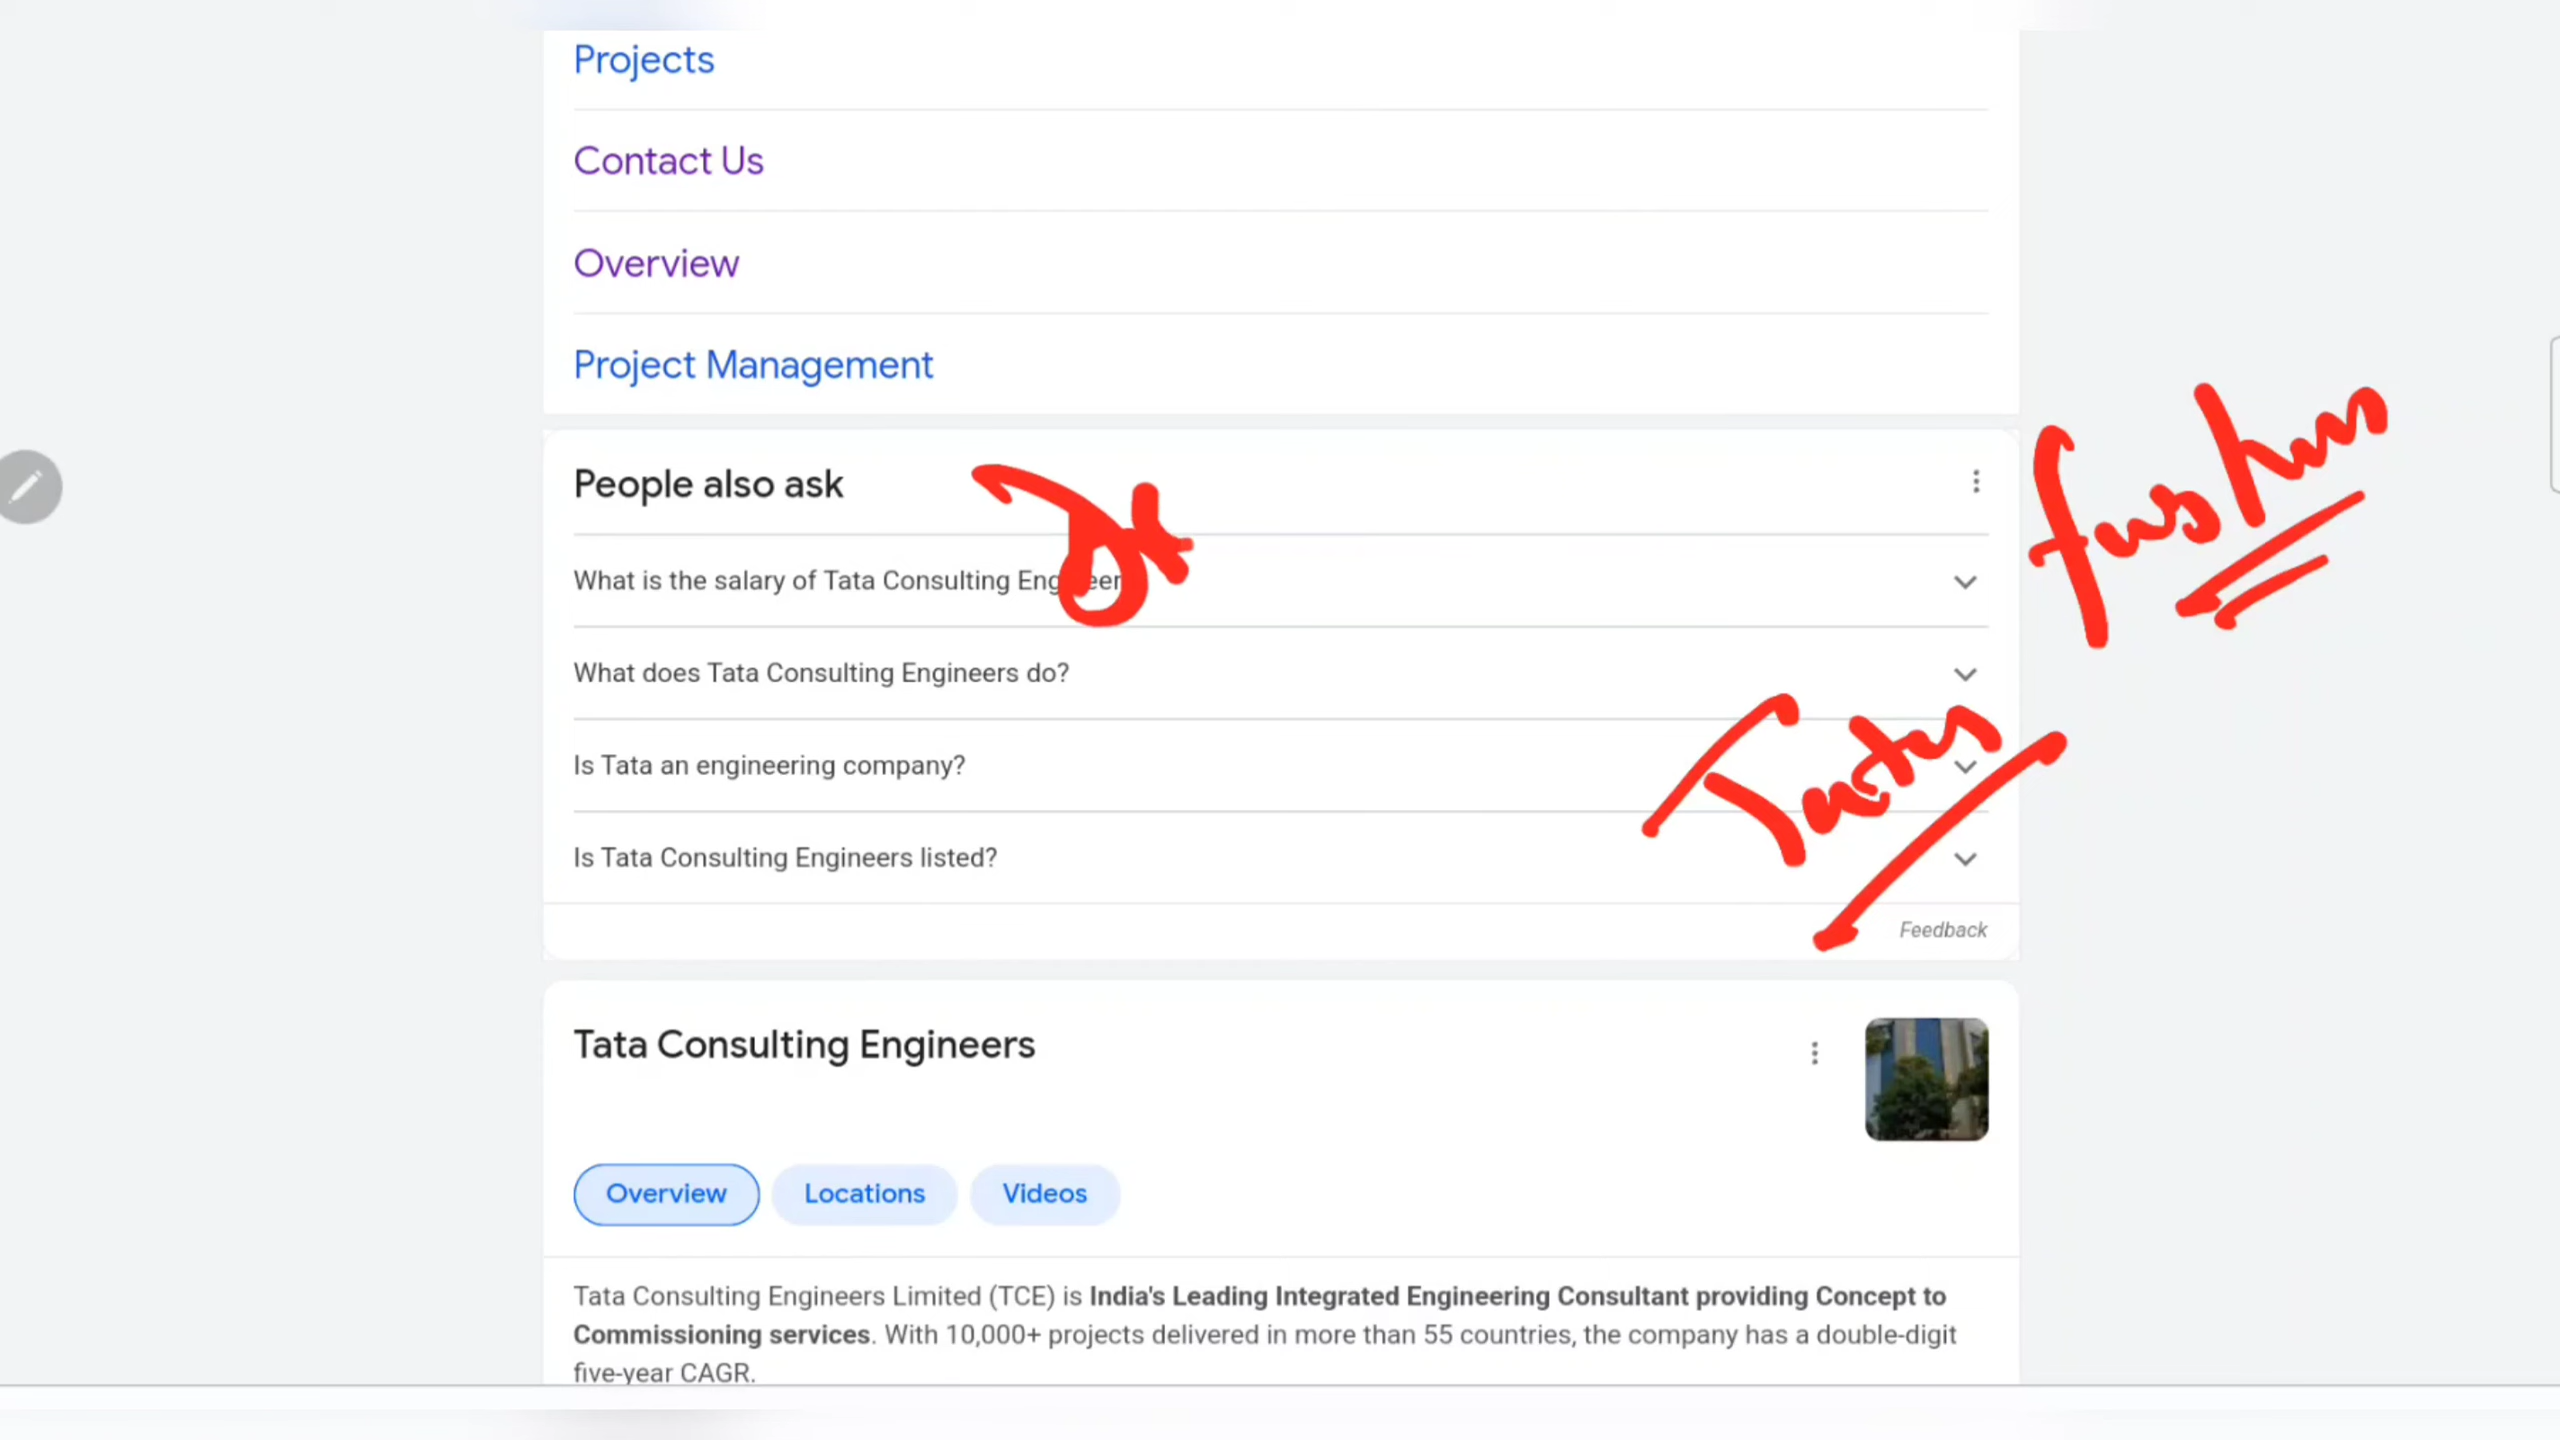 Projects
Contact Us
Overview
Project Management
People also ask
What is the salary of Tata Consulting
What does Tata Consulting Engineers do?
Is Tata an engineering company?
Is Tata Consulting Engineers listed?
Feedback
Tata Consulting Engineers
Overview Locations Videos
Tata Consulting Engineers Limited (TCE) is India's Leading Integrated Engineering Consultant providing Concept to
Commissioning services. With 10,000+ projects delivered in more than 55 countries, the company has a double-digit
five-year CAGR.